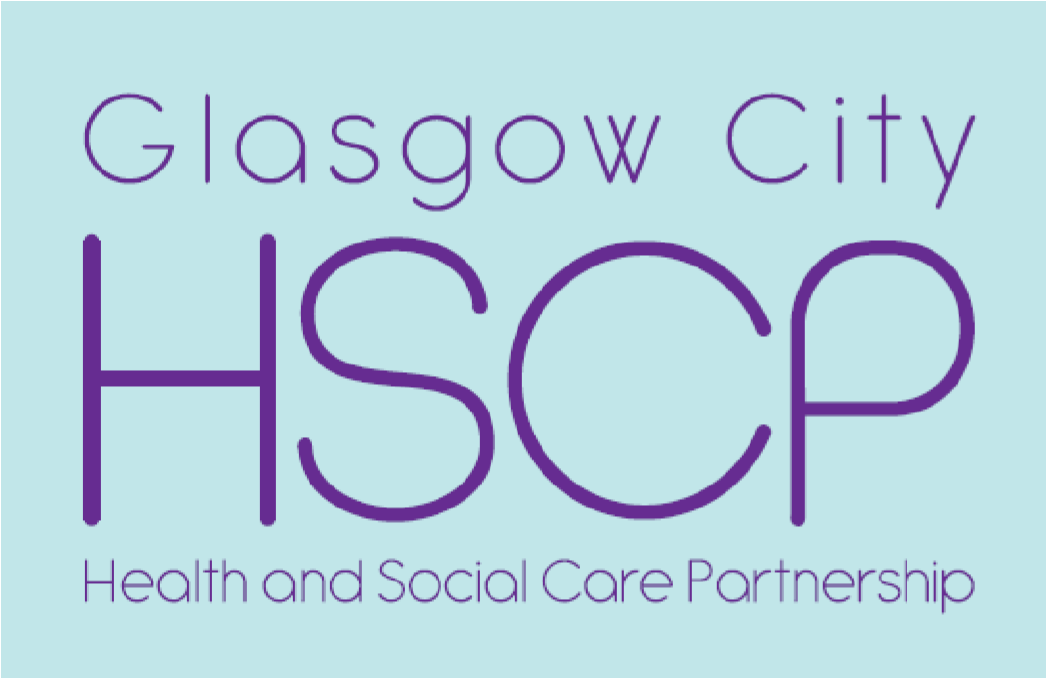 Glasgow City
HSCP
Health and Social Care Partnership